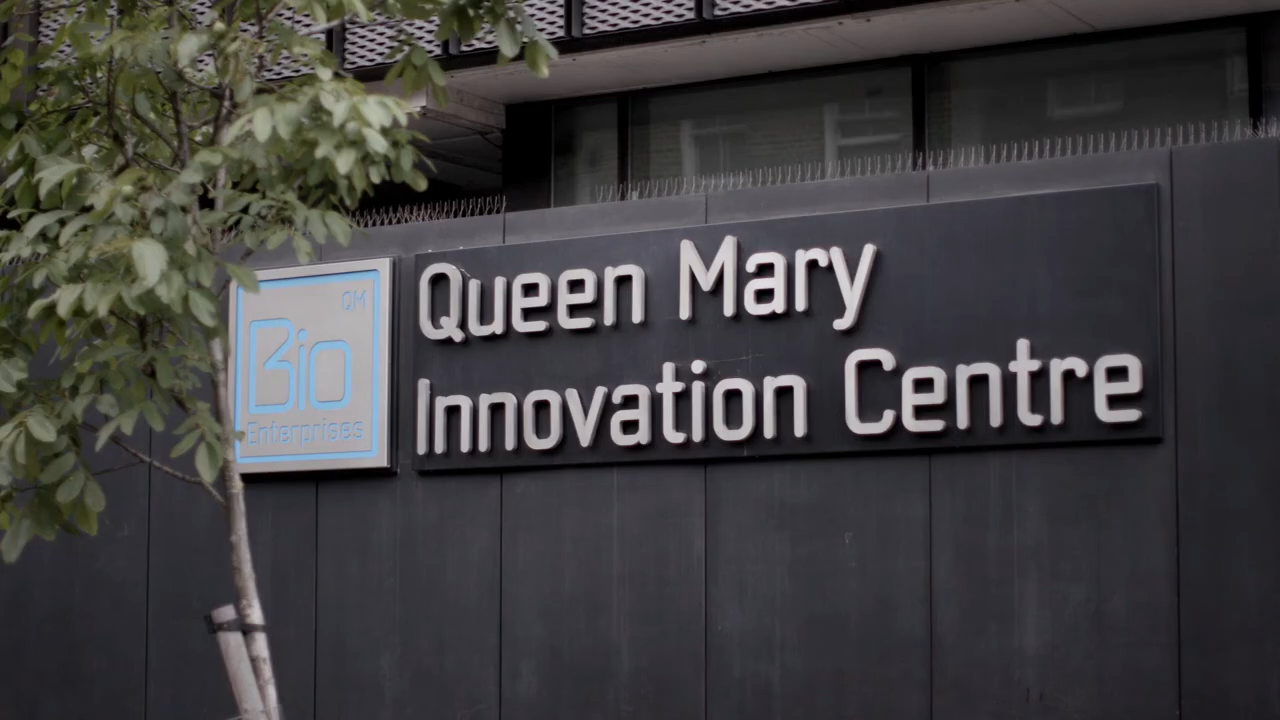 QM
Bio
Enterprises
Queen Mary
Innovation Centre